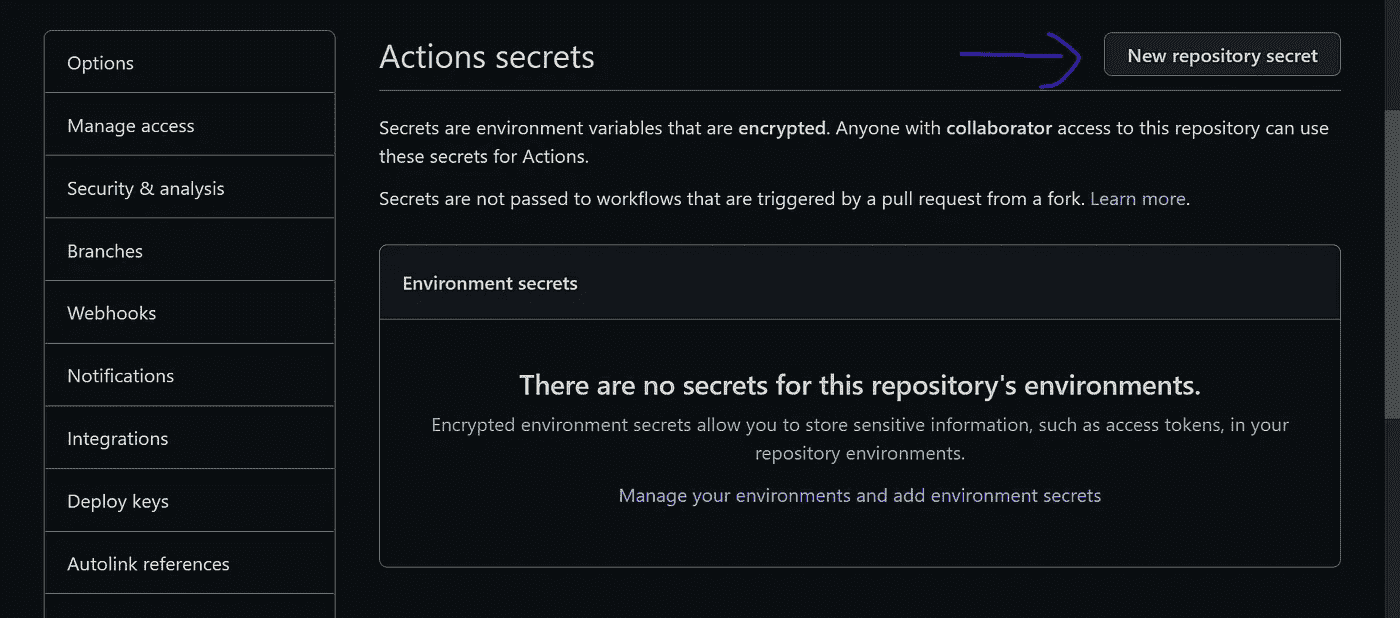 Options
Manage access
Security & analysis
Branches
Webhooks
Notifications
Integrations
Deploy keys
Autolink references
Actions secrets
New repository secret
Secrets are environment variables that are encrypted. Anyone with collaborator access to this repository can use
these secrets for Actions.
Secrets are not passed to workflows that are triggered by a pull request from a fork. Learn more.
Environment secrets
There are no secrets for this repository's environments.
Encrypted environment secrets allow you to store sensitive information, such as access tokens, in your
repository environments.
Manage your environments and add environment secrets